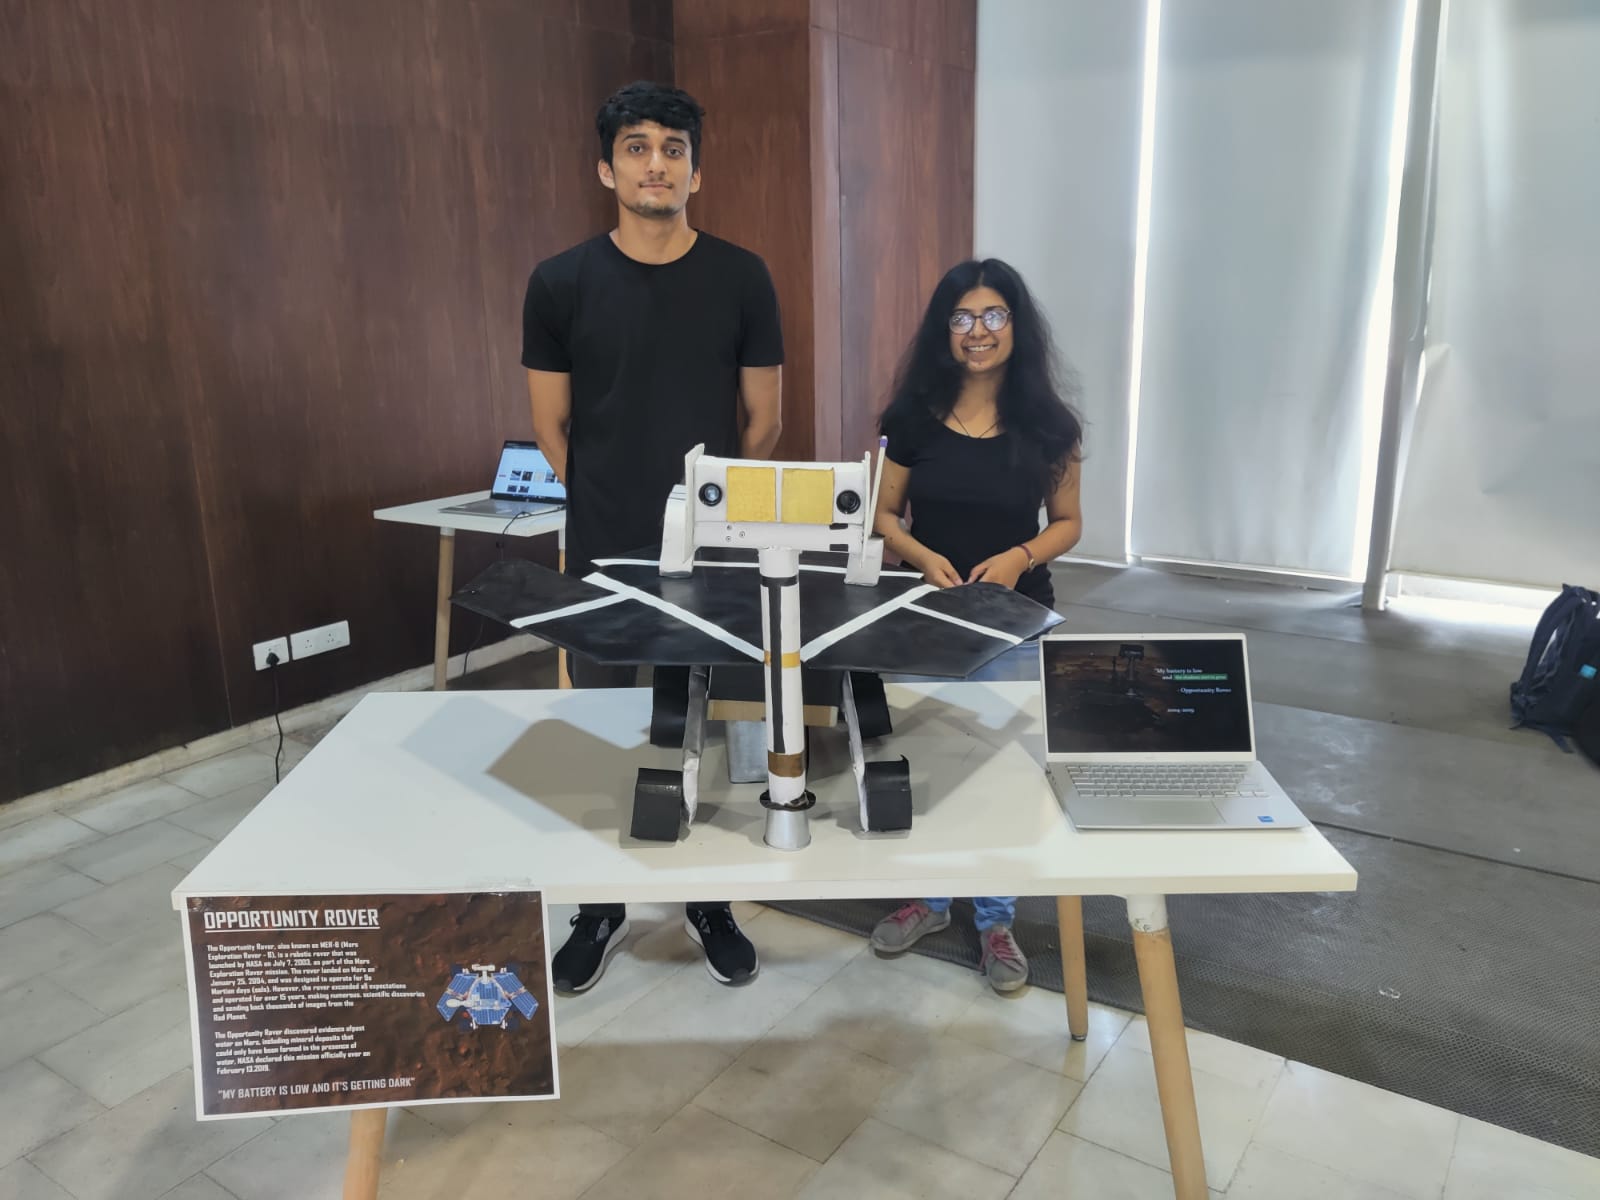 OPPORTUNITY ROVER
The Opportunity Rover, also known as MER-B (Mars
Exploration Rover - B), is a robotic rover that was
launched by NASA on July 7, 2003, as part of the Mars
Exploration Rover mission. The rover landed on Mars on
January 25, 2004, and was designed to operate for 90
Martian days (sols). However, the rover exceeded all expectations
and operated for over 15 years, making numerous, scientific discoveries
and sending back thousands of images from the
Red Planet.
The Opportunity Rover discovered evidence ofpast
water on Mars, including mineral deposits that
could only have been formed in the presence of
water. NASA declared this mission officially over on
February 13,2019.
"MY BATTERY IS LOW AND IT'S GETTING DARK"
"My battery is low
and
- Opportunity Rover